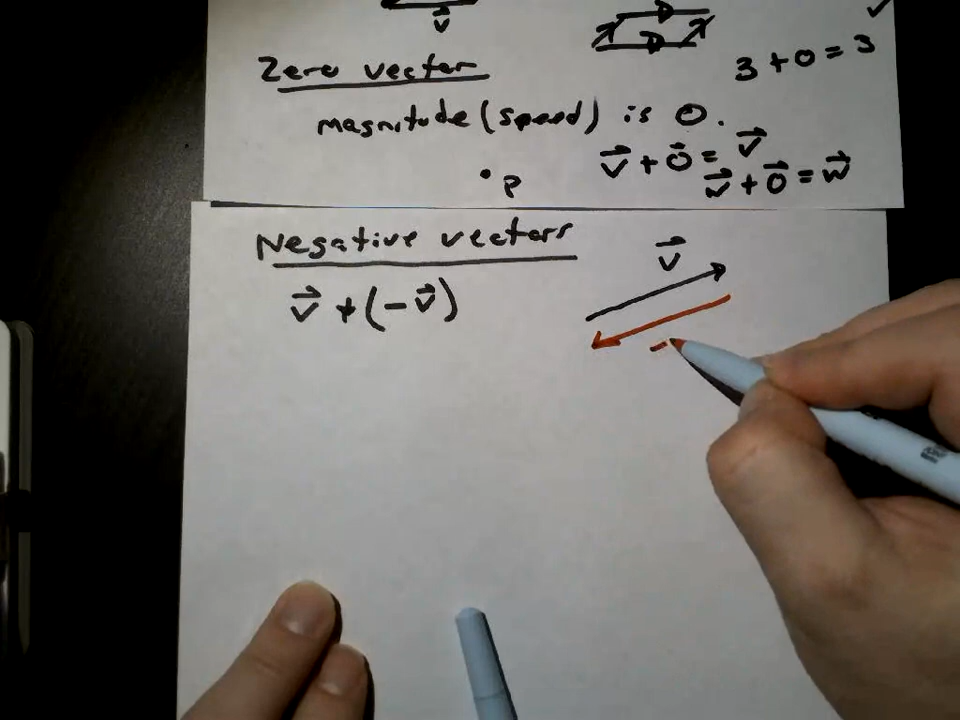 v⃗
3 + 0 = 3
Zero vector
magnitude (speed) is 0.
v⃗ + 0⃗ = v⃗
w⃗ + 0⃗ = w⃗
• P
Negative vectors
v⃗
v⃗ + (-v⃗)
-